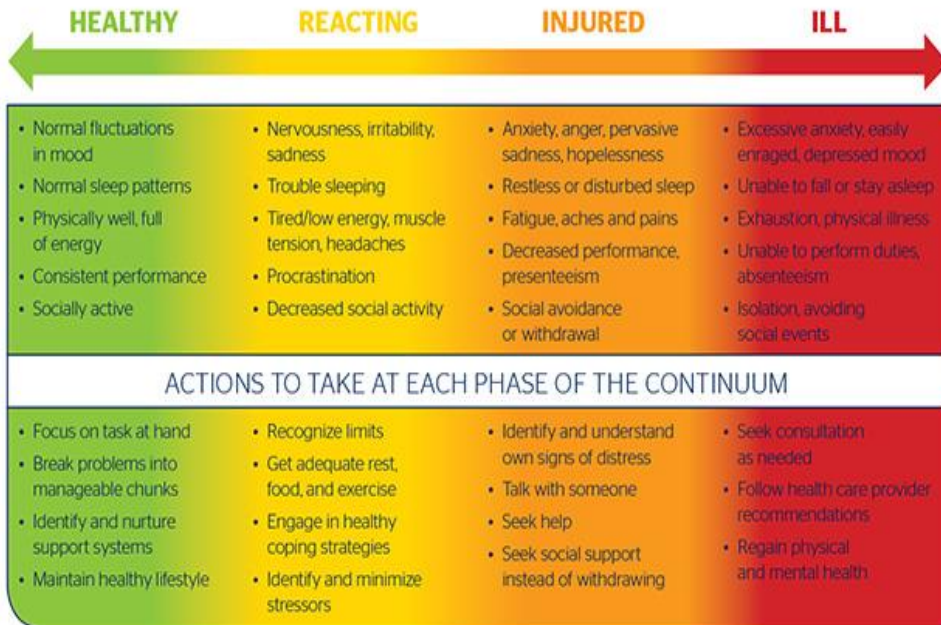 HEALTHY
REACTING
INJURED
ILL
• Normal fluctuations
in mood
• Normal sleep patterns
• Physically well, full
of energy
• Consistent performance
• Socially active
• Nervousness, irritability,
sadness
• Trouble sleeping
• Tired/low energy, muscle
tension, headaches
• Procrastination
• Decreased social activity
• Anxiety, anger, pervasive
sadness, hopelessness
• Restless or disturbed sleep
• Fatigue, aches and pains
• Decreased performance,
presenteeism
• Social avoidance
or withdrawal
• Excessive anxiety, easily
enraged, depressed mood
• Unable to fall or stay asleep
• Exhaustion, physical illness
• Unable to perform duties,
absenteeism
• Isolation, avoiding
social events
ACTIONS TO TAKE AT EACH PHASE OF THE CONTINUUM
• Focus on task at hand
• Break problems into
manageable chunks
• Identify and nurture
support systems
• Maintain healthy lifestyle
• Recognize limits
• Get adequate rest,
food, and exercise
• Engage in healthy
coping strategies
• Identify and minimize
stressors
• Identify and understand
own signs of distress
• Talk with someone
• Seek help
• Seek social support
instead of withdrawing
• Seek consultation
as needed
• Follow health care provider
recommendations
• Regain physical
and mental health